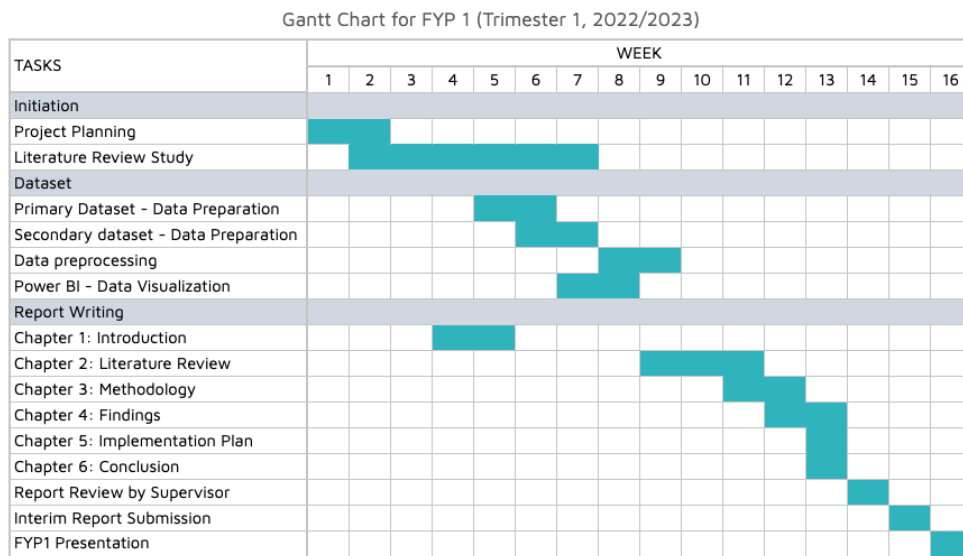 Gantt Chart for FYP 1 (Trimester 1, 2022/2023)
TASKS
WEEK
1 2 3 4 5 6 7 8 9 10 11 12 13 14 15 16
Initiation
Project Planning
Literature Review Study
Dataset
Primary Dataset - Data Preparation
Secondary dataset - Data Preparation
Data preprocessing
Power BI - Data Visualization
Report Writing
Chapter 1: Introduction
Chapter 2: Literature Review
Chapter 3: Methodology
Chapter 4: Findings
Chapter 5: Implementation Plan
Chapter 6: Conclusion
Report Review by Supervisor
Interim Report Submission
FYP1 Presentation